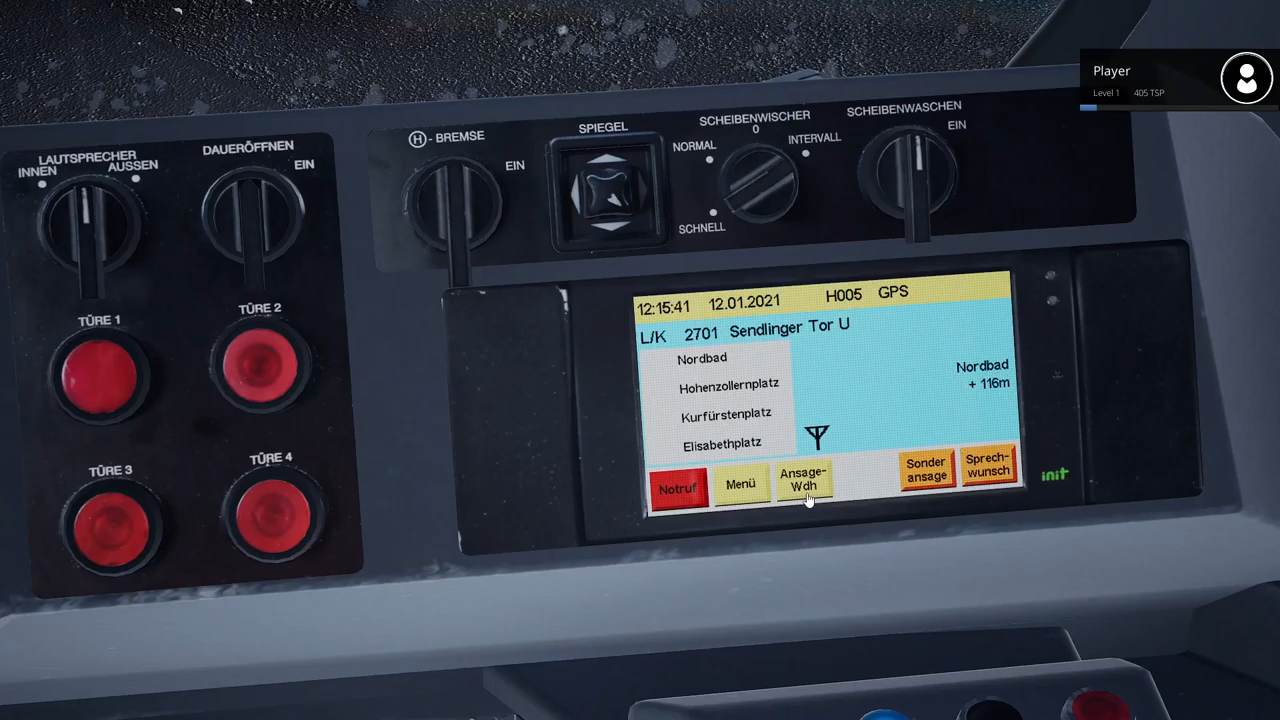 Player
Level 1 405 TSP
LAUTSPRECHER
INNEN AUSSEN
DAUERÖFFNEN
EIN
H - BREMSE
EIN
SPIEGEL
SCHEIBENWISCHER
0
NORMAL INTERVALL
SCHNELL
SCHEIBENWASCHEN
EIN
TÜRE 1
TÜRE 2
TÜRE 3
TÜRE 4
12:15:41 12.01.2021 H005 GPS
L/K 2701 Sendlinger Tor U
Nordbad
Hohenzollernplatz
Kurfürstenplatz
Elisabethplatz
Nordbad
+ 116m
Notruf
Menü
Ansage-
Wdh
Sonder
ansage
Sprech-
wunsch
init